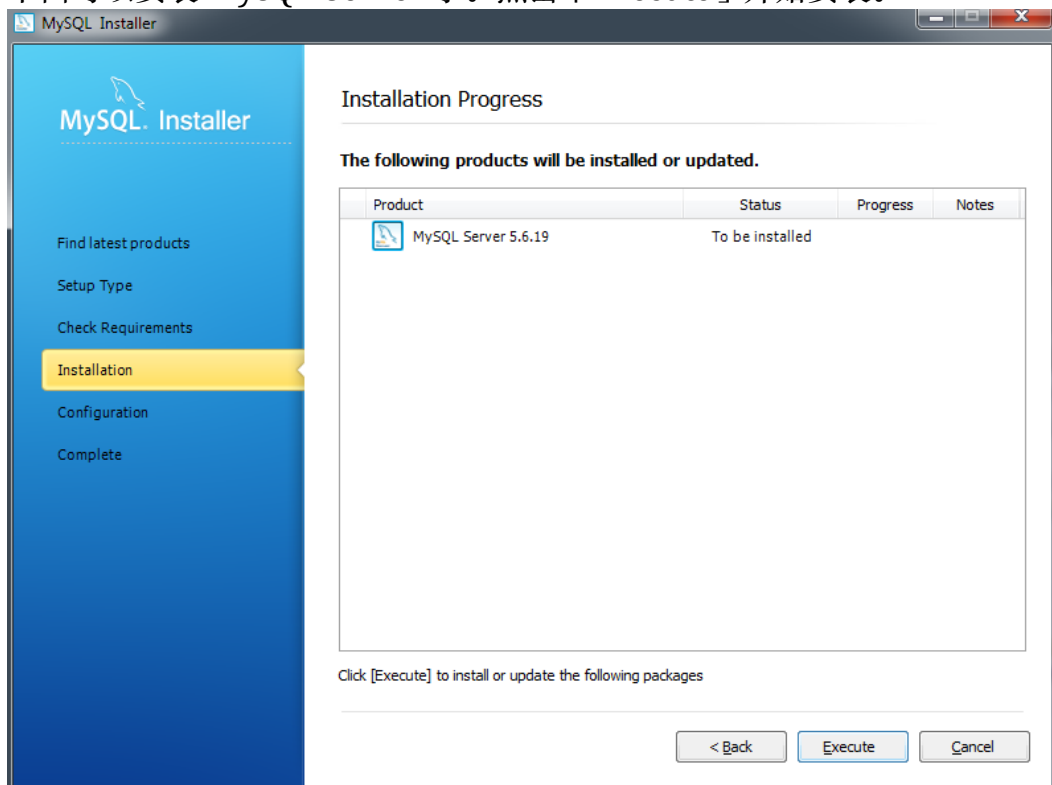 MySQL Installer
MySQL. Installer
Find latest products
Setup Type
Check Requirements
Installation
Configuration
Complete
Installation Progress
The following products will be installed or updated.
Product Status Progress Notes
MySQL Server 5.6.19 To be installed
Click [Execute] to install or update the following packages
< Back Execute Cancel